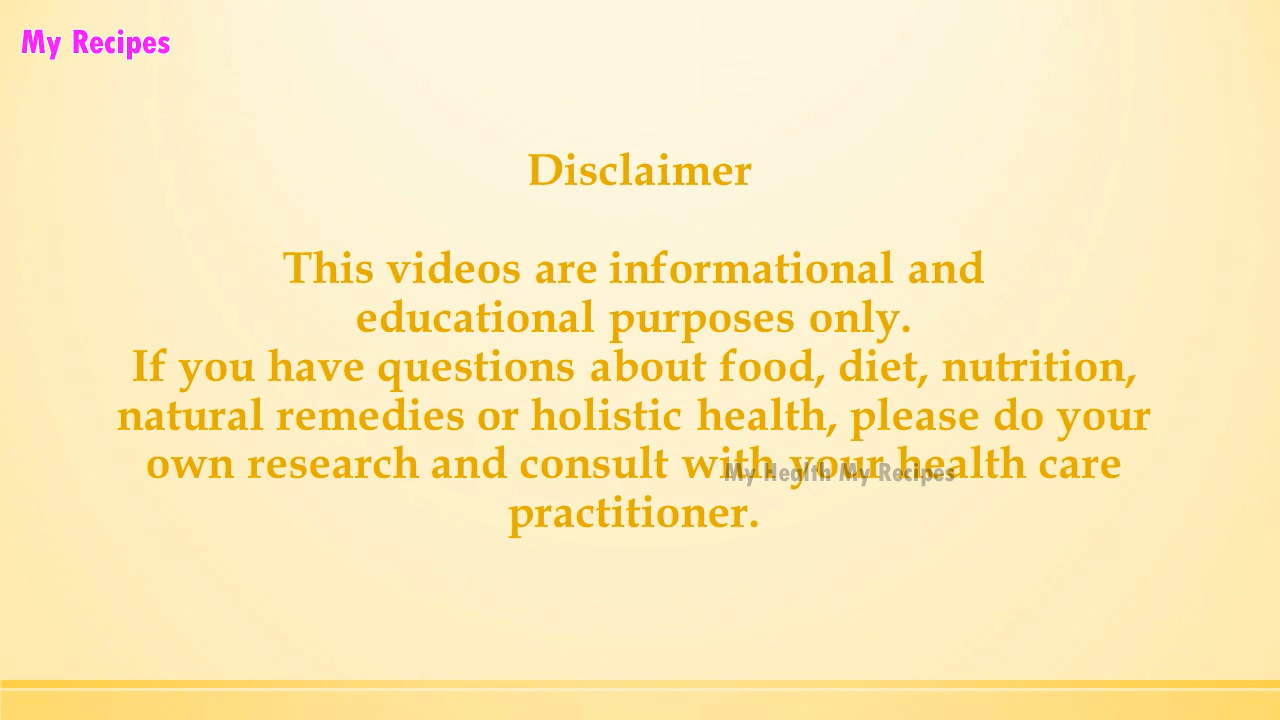 My Recipes
Disclaimer
This videos are informational and
educational purposes only.
If you have questions about food, diet, nutrition,
natural remedies or holistic health, please do your
own research and consult with your health care
My Health My Recipes
practitioner.